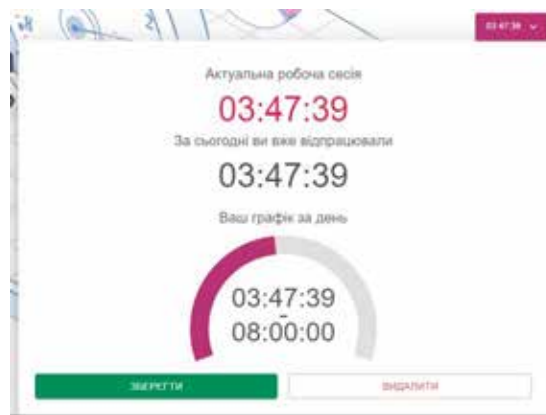 03:47:39
Актуальна робоча сесія
03:47:39
За сьогодні ви вже відпрацювали
03:47:39
Ваш графік за день
03:47:39
-
08:00:00
ЗБЕРЕГТИ
ВИДАЛИТИ